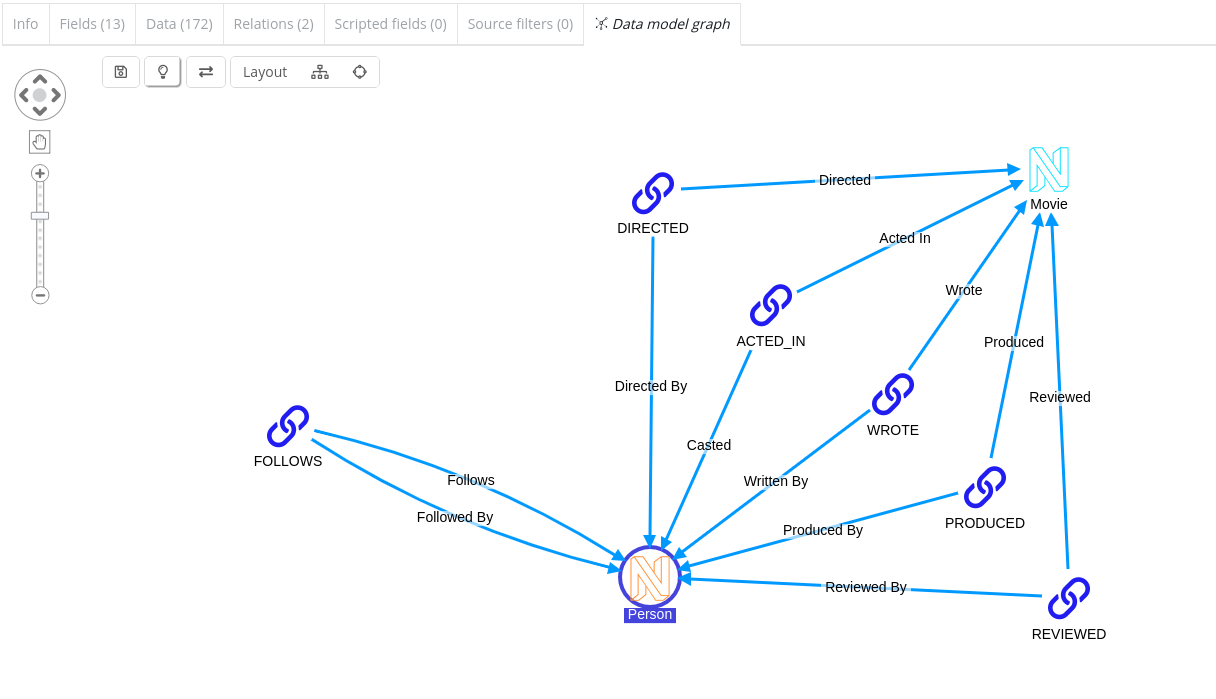 Info
Fields (13)
Data (172)
Relations (2)
Scripted fields (0)
Source filters (0)
Data model graph
Layout
Directed
Movie
DIRECTED
Acted In
Wrote
ACTED_IN
Produced
Directed By
Reviewed
WROTE
Casted
FOLLOWS
Follows
Written By
Followed By
PRODUCED
Produced By
Reviewed By
Person
REVIEWED